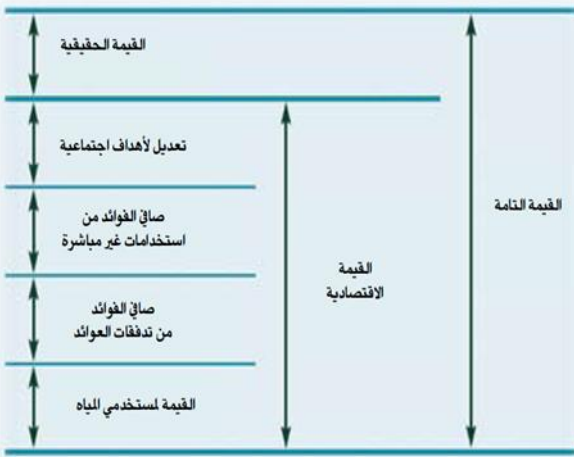 القيمة الحقيقية
تعديل لأهداف اجتماعية
صافي الفوائد من
استخدامات غير مباشرة
صافي الفوائد
من تدفقات العوائد
القيمة لمستخدمي المياه
القيمة
الاقتصادية
القيمة التامة